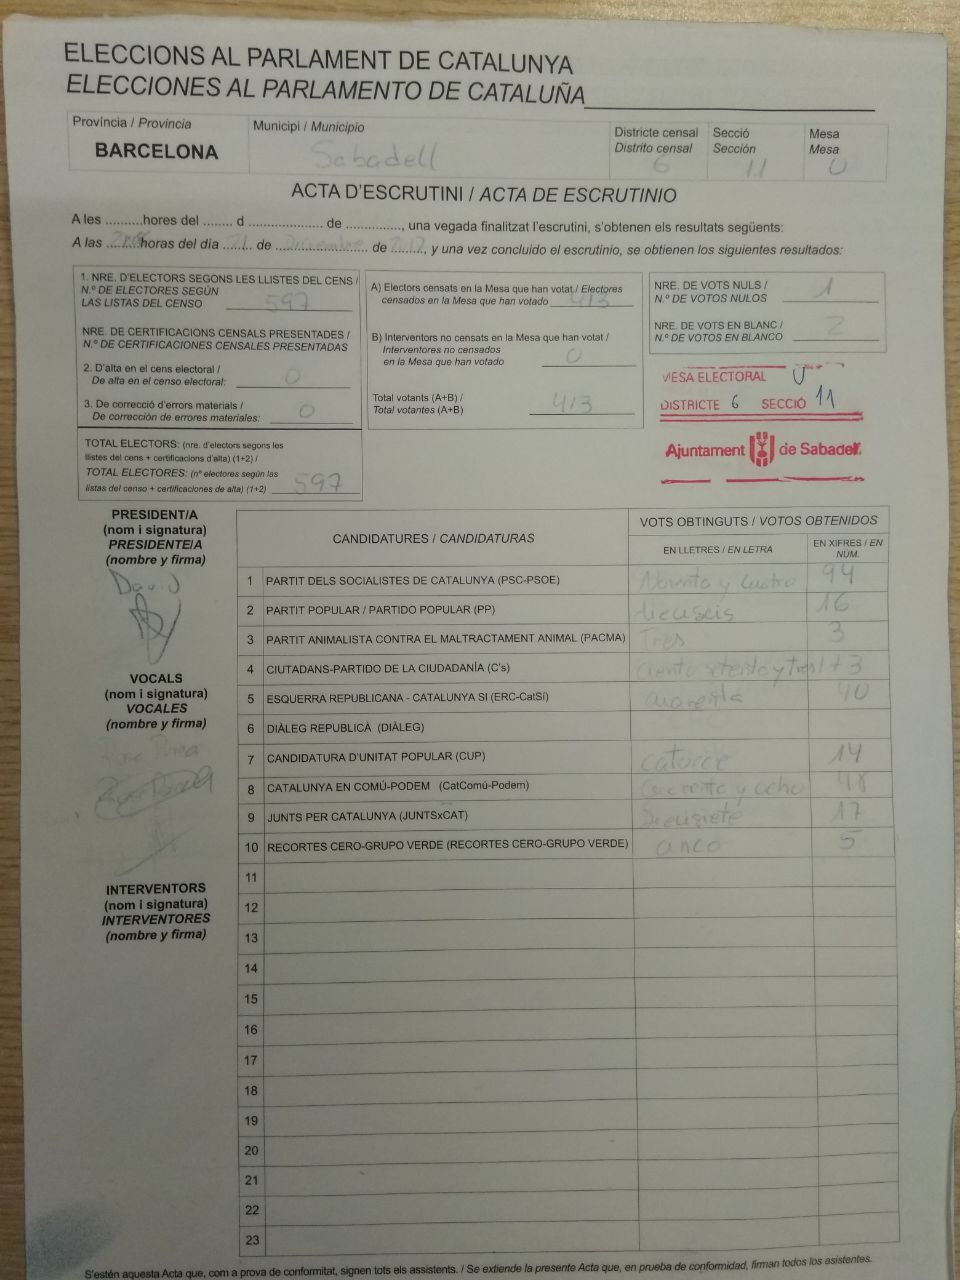 ELECCIONS AL PARLAMENT DE CATALUNYA
ELECCIONES AL PARLAMENTO DE CATALUÑA
Provincia / Provincia
BARCELONA
Municipi / Municipio
Sabadell
Districte censal
Distrito censal
6
Secció
Sección
11
Mesa
Mesa
U
ACTA D'ESCRUTINI / ACTA DE ESCRUTINIO
A les ..........hores del ........ d .................... de ..............., una vegada finalitzat l'escrutini, s'obtenen els resultats següents:
A las ..........horas del día 21 de Diciembre de 2017, y una vez concluido el escrutinio, se obtienen los siguientes resultados:
1. NRE. D'ELECTORS SEGONS LES LLISTES DEL CENS /
N.º DE ELECTORES SEGÚN
LAS LISTAS DEL CENSO 597
NRE. DE CERTIFICACIONS CENSALS PRESENTADES /
N.º DE CERTIFICACIONES CENSALES PRESENTADAS
2. D'alta en el cens electoral /
De alta en el censo electoral: 0
3. De correcció d'errors materials /
De corrección de errores materiales: 0
TOTAL ELECTORS: (nre. d'electors segons les
llistes del cens + certificacions d'alta) (1+2) /
TOTAL ELECTORES: (nº electores según las
listas del censo + certificaciones de alta) (1+2) 597
A) Electors censats en la Mesa que han votat / Electores
censados en la Mesa que han votado 413
B) Interventors no censats en la Mesa que han votat /
Interventores no censados
en la Mesa que han votado 0
Total votants (A+B) /
Total votantes (A+B) 413
NRE. DE VOTS NULS /
N.º DE VOTOS NULOS 1
NRE. DE VOTS EN BLANC /
N.º DE VOTOS EN BLANCO 2
MESA ELECTORAL U
DISTRICTE 6 SECCIÓ 11
Ajuntament de Sabadell
PRESIDENT/A
(nom i signatura)
PRESIDENTE/A
(nombre y firma)
David
VOCALS
(nom i signatura)
VOCALES
(nombre y firma)
INTERVENTORS
(nom i signatura)
INTERVENTORES
(nombre y firma)
CANDIDATURES / CANDIDATURAS
VOTS OBTINGUTS / VOTOS OBTENIDOS
EN LLETRES / EN LETRA
EN XIFRES / EN NÚM.
1 PARTIT DELS SOCIALISTES DE CATALUNYA (PSC-PSOE) Noventa y cuatro 94
2 PARTIT POPULAR / PARTIDO POPULAR (PP) dieciseis 16
3 PARTIT ANIMALISTA CONTRA EL MALTRACTAMENT ANIMAL (PACMA) Tres 3
4 CIUTADANS-PARTIDO DE LA CIUDADANÍA (C's) ciento setenta y tres 173
5 ESQUERRA REPUBLICANA - CATALUNYA SI (ERC-CatSí) cuarenta 40
6 DIÀLEG REPUBLICÀ (DIÀLEG)
7 CANDIDATURA D'UNITAT POPULAR (CUP) catorce 14
8 CATALUNYA EN COMÚ-PODEM (CatComú-Podem) cuarenta y ocho 48
9 JUNTS PER CATALUNYA (JUNTSxCAT) Diecisiete 17
10 RECORTES CERO-GRUPO VERDE (RECORTES CERO-GRUPO VERDE) cinco 5
11
12
13
14
15
16
17
18
19
20
21
22
23
S'estén aquesta Acta que, com a prova de conformitat, signen tots els assistents. / Se extiende la presente Acta que, en prueba de conformidad, firman todos los asistentes.